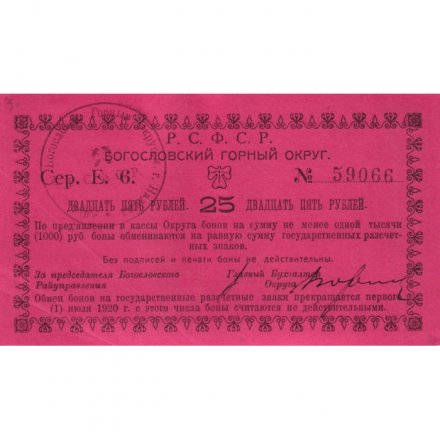 Р. С. Ф. С. Р.
БОГОСЛОВСКИЙ ГОРНЫЙ ОКРУГ.
Сер. Е. 6. № 59066
ДВАДЦАТЬ ПЯТЬ РУБЛЕЙ. 25 ДВАДЦАТЬ ПЯТЬ РУБЛЕЙ.
По предъявлении в кассы Округа бонов на сумму не менее одной тысячи
(1000) руб. боны обмениваются на равную сумму государственных разсчет-
ных знаков.
Без подписей и печати боны не действительны.
За председателя Богословского Главный Бухгалтер
Райуправления Округа
Обмен бонов на государственные разсчетные знаки прекращается первого
(1) июля 1920 г. с этого числа боны считаются не действительными.